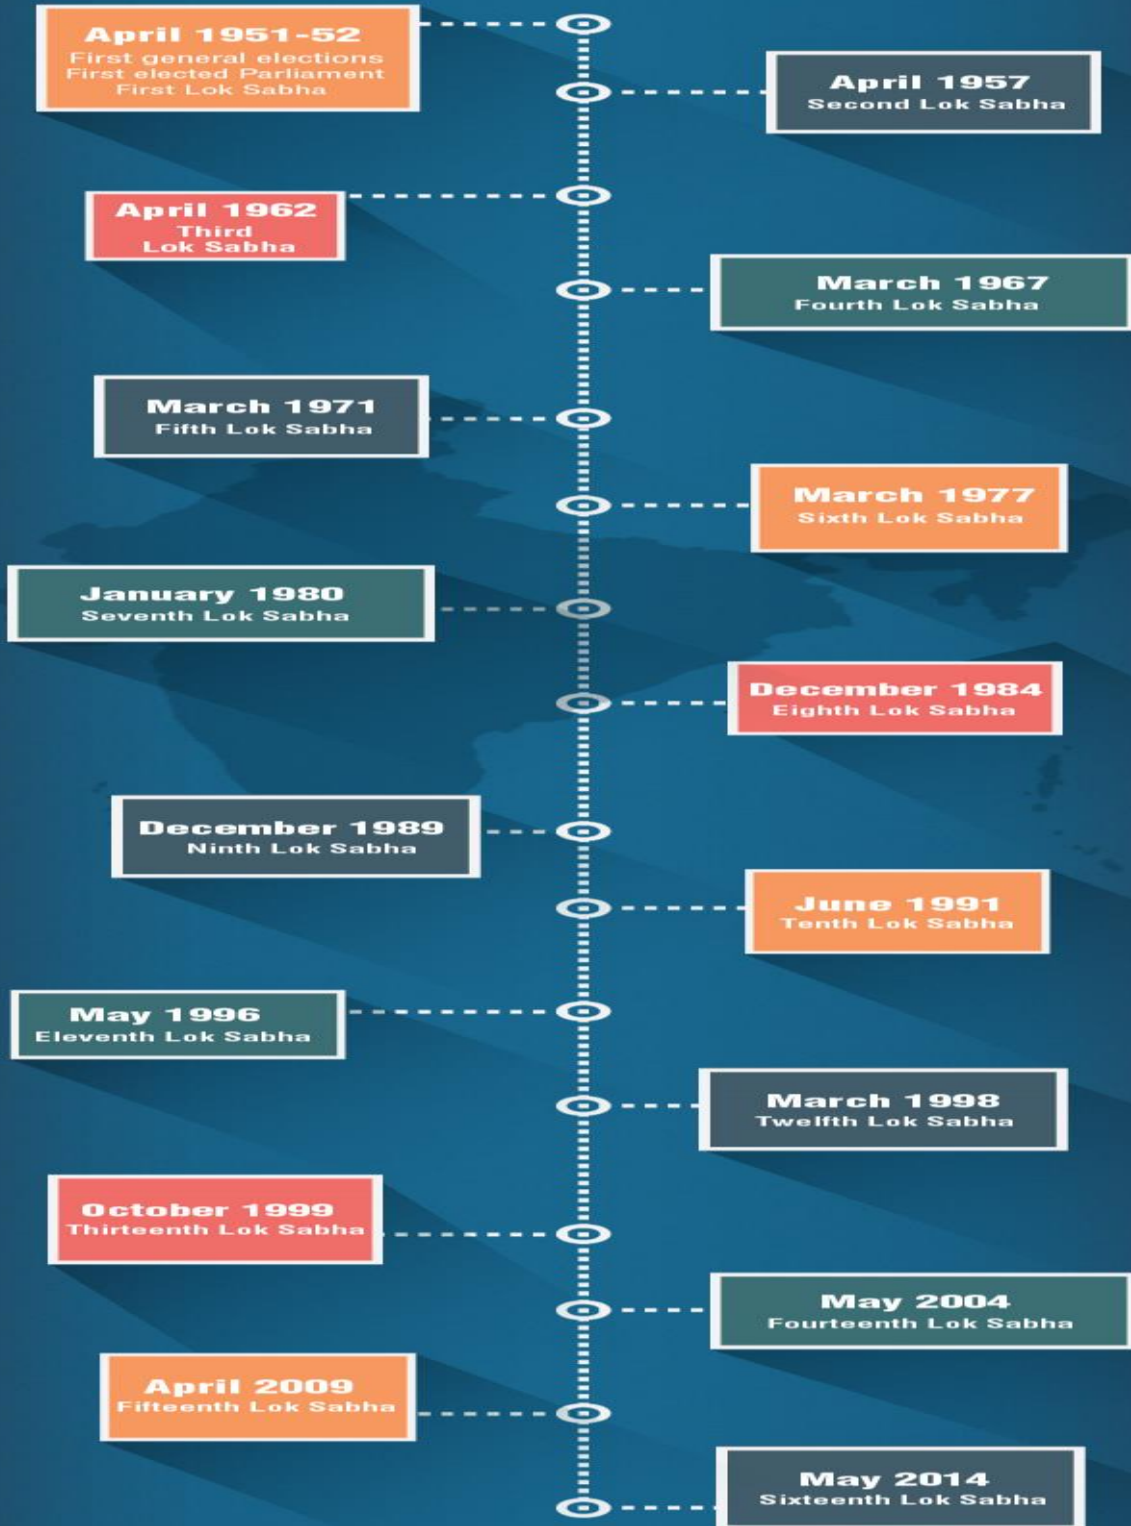 April 1951-52
First general elections
First elected Parliament
First Lok Sabha
April 1957
Second Lok Sabha
April 1962
Third
Lok Sabha
March 1967
Fourth Lok Sabha
March 1971
Fifth Lok Sabha
March 1977
Sixth Lok Sabha
January 1980
Seventh Lok Sabha
December 1984
Eighth Lok Sabha
December 1989
Ninth Lok Sabha
June 1991
Tenth Lok Sabha
May 1996
Eleventh Lok Sabha
March 1998
Twelfth Lok Sabha
October 1999
Thirteenth Lok Sabha
May 2004
Fourteenth Lok Sabha
April 2009
Fifteenth Lok Sabha
May 2014
Sixteenth Lok Sabha